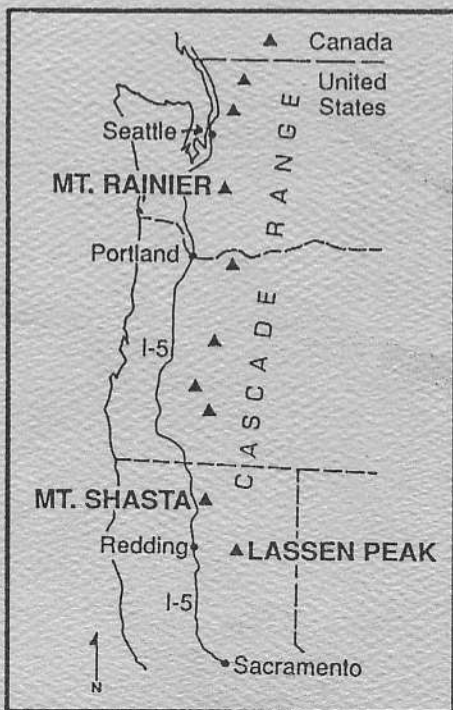 Canada
United
States
Seattle
MT. RAINIER
CASCADE RANGE
Portland
I-5
MT. SHASTA
Redding
LASSEN PEAK
I-5
Sacramento
N